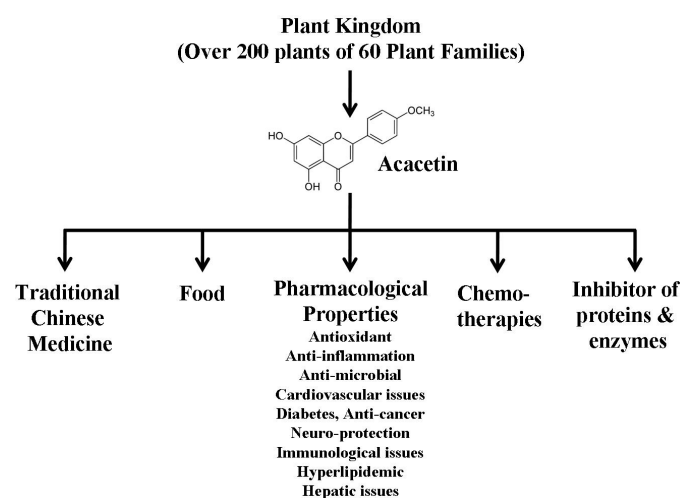 Plant Kingdom
(Over 200 plants of 60 Plant Families)
OCH3
HO
O
OH
O
Acacetin
Traditional
Chinese
Medicine
Food
Pharmacological
Properties
Antioxidant
Anti-inflammation
Anti-microbial
Cardiovascular issues
Diabetes, Anti-cancer
Neuro-protection
Immunological issues
Hyperlipidemic
Hepatic issues
Chemo-
therapies
Inhibitor of
proteins &
enzymes